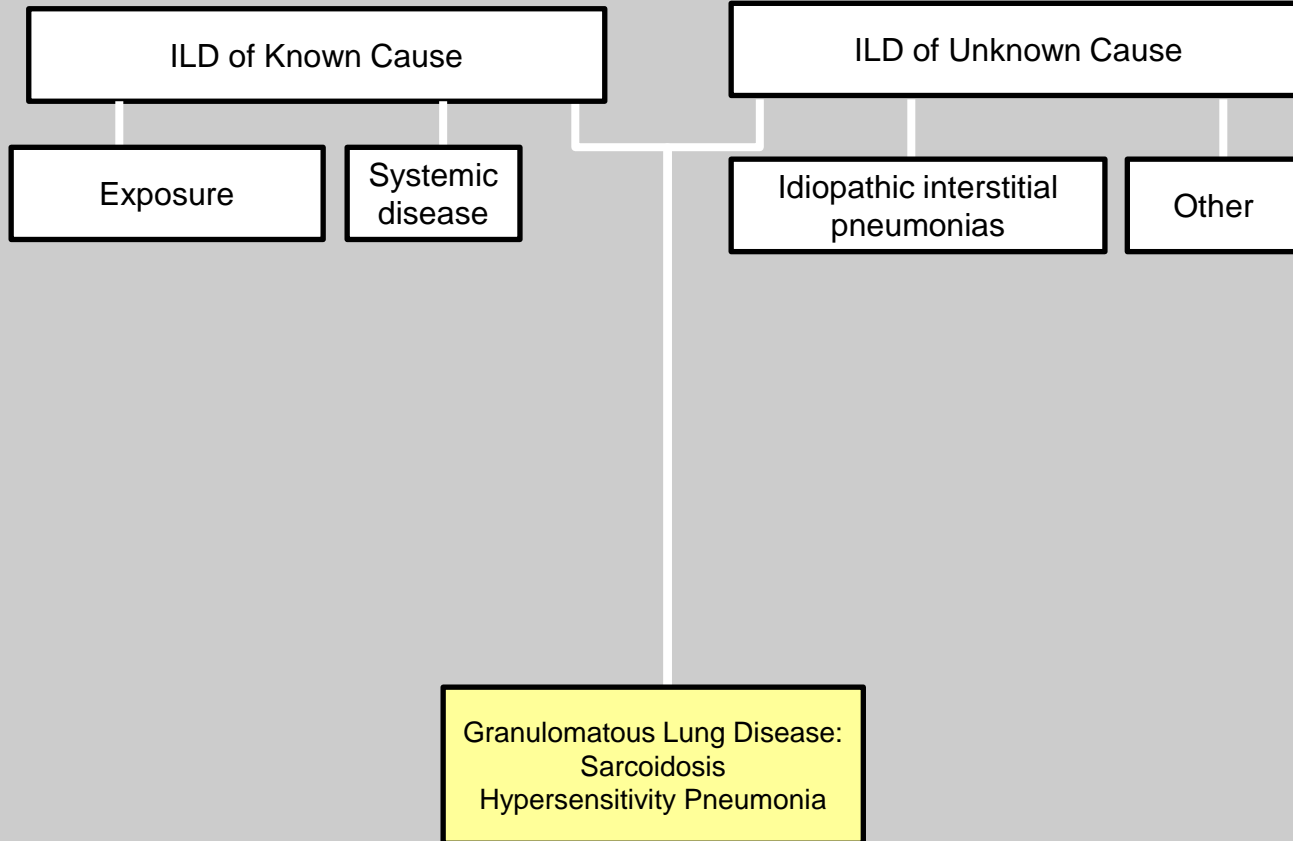 ILD of Known Cause
ILD of Unknown Cause
Exposure
Systemic
disease
Idiopathic interstitial
pneumonias
Other
Granulomatous Lung Disease:
Sarcoidosis
Hypersensitivity Pneumonia